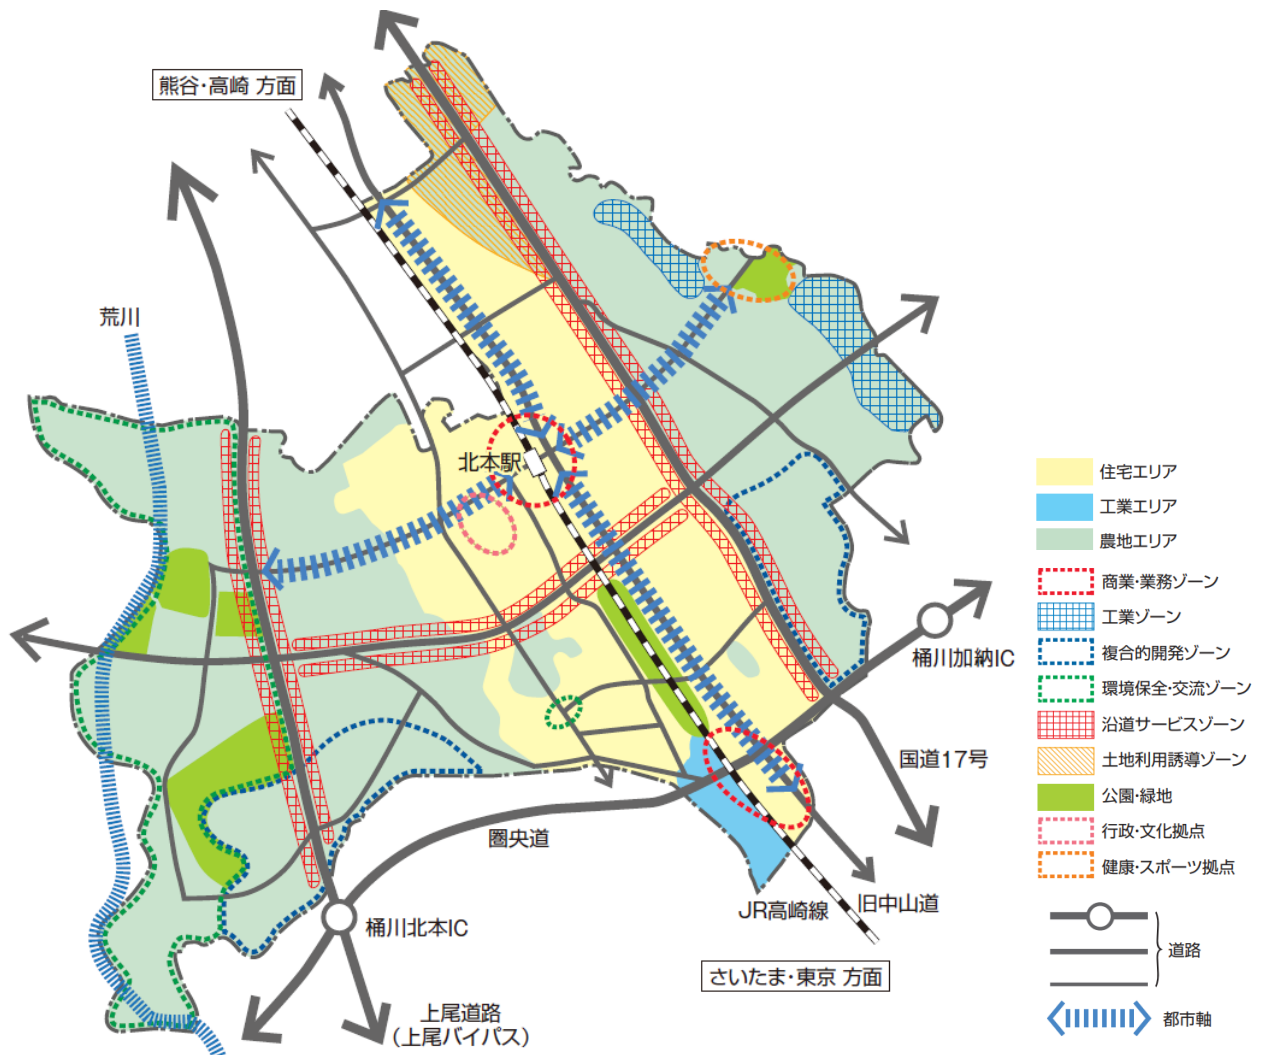 熊谷・高崎 方面
荒川
北本駅
桶川加納IC
国道17号
圏央道
JR高崎線
旧中山道
桶川北本IC
さいたま・東京 方面
上尾道路
（上尾バイパス）
住宅エリア
工業エリア
農地エリア
商業・業務ゾーン
工業ゾーン
複合的開発ゾーン
環境保全・交流ゾーン
沿道サービスゾーン
土地利用誘導ゾーン
公園・緑地
行政・文化拠点
健康・スポーツ拠点
道路
都市軸